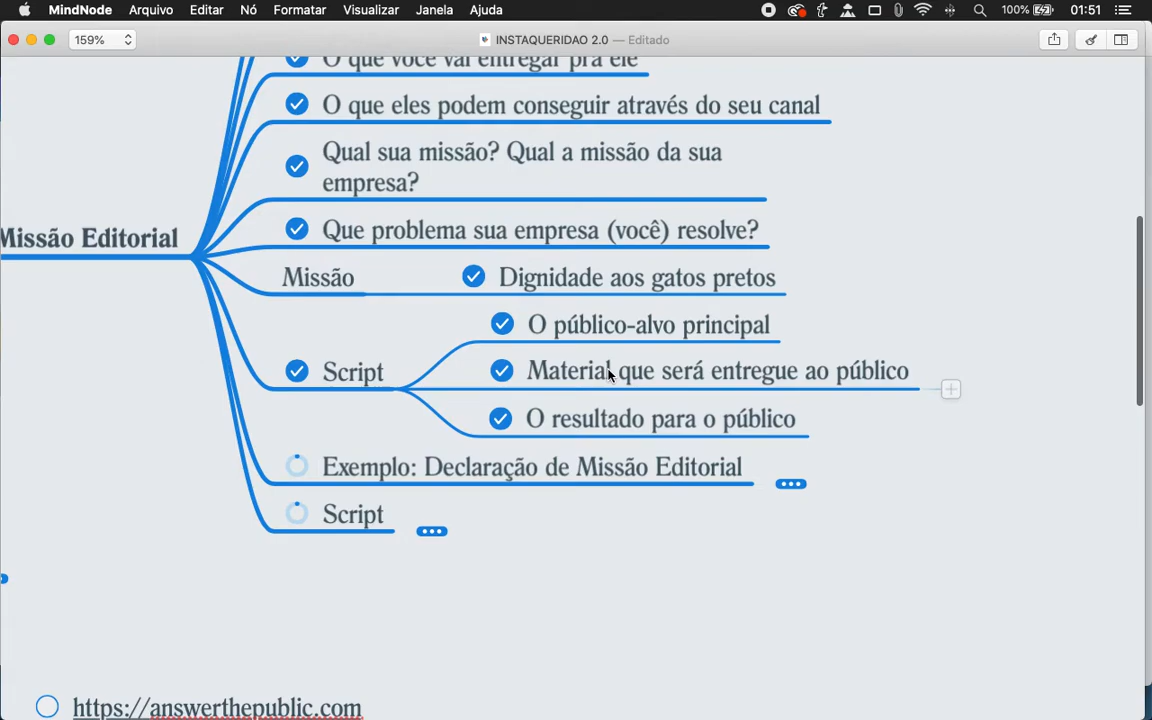 MindNode Arquivo Editar Nó Formatar Visualizar Janela Ajuda 100% 01:51
159% INSTAQUERIDAO 2.0 — Editado
O que você vai entregar pra ele
O que eles podem conseguir através do seu canal
Qual sua missão? Qual a missão da sua
empresa?
Missão Editorial
Que problema sua empresa (você) resolve?
Missão Dignidade aos gatos pretos
O público-alvo principal
Script Material que será entregue ao público
O resultado para o público
Exemplo: Declaração de Missão Editorial
Script
https://answerthepublic.com